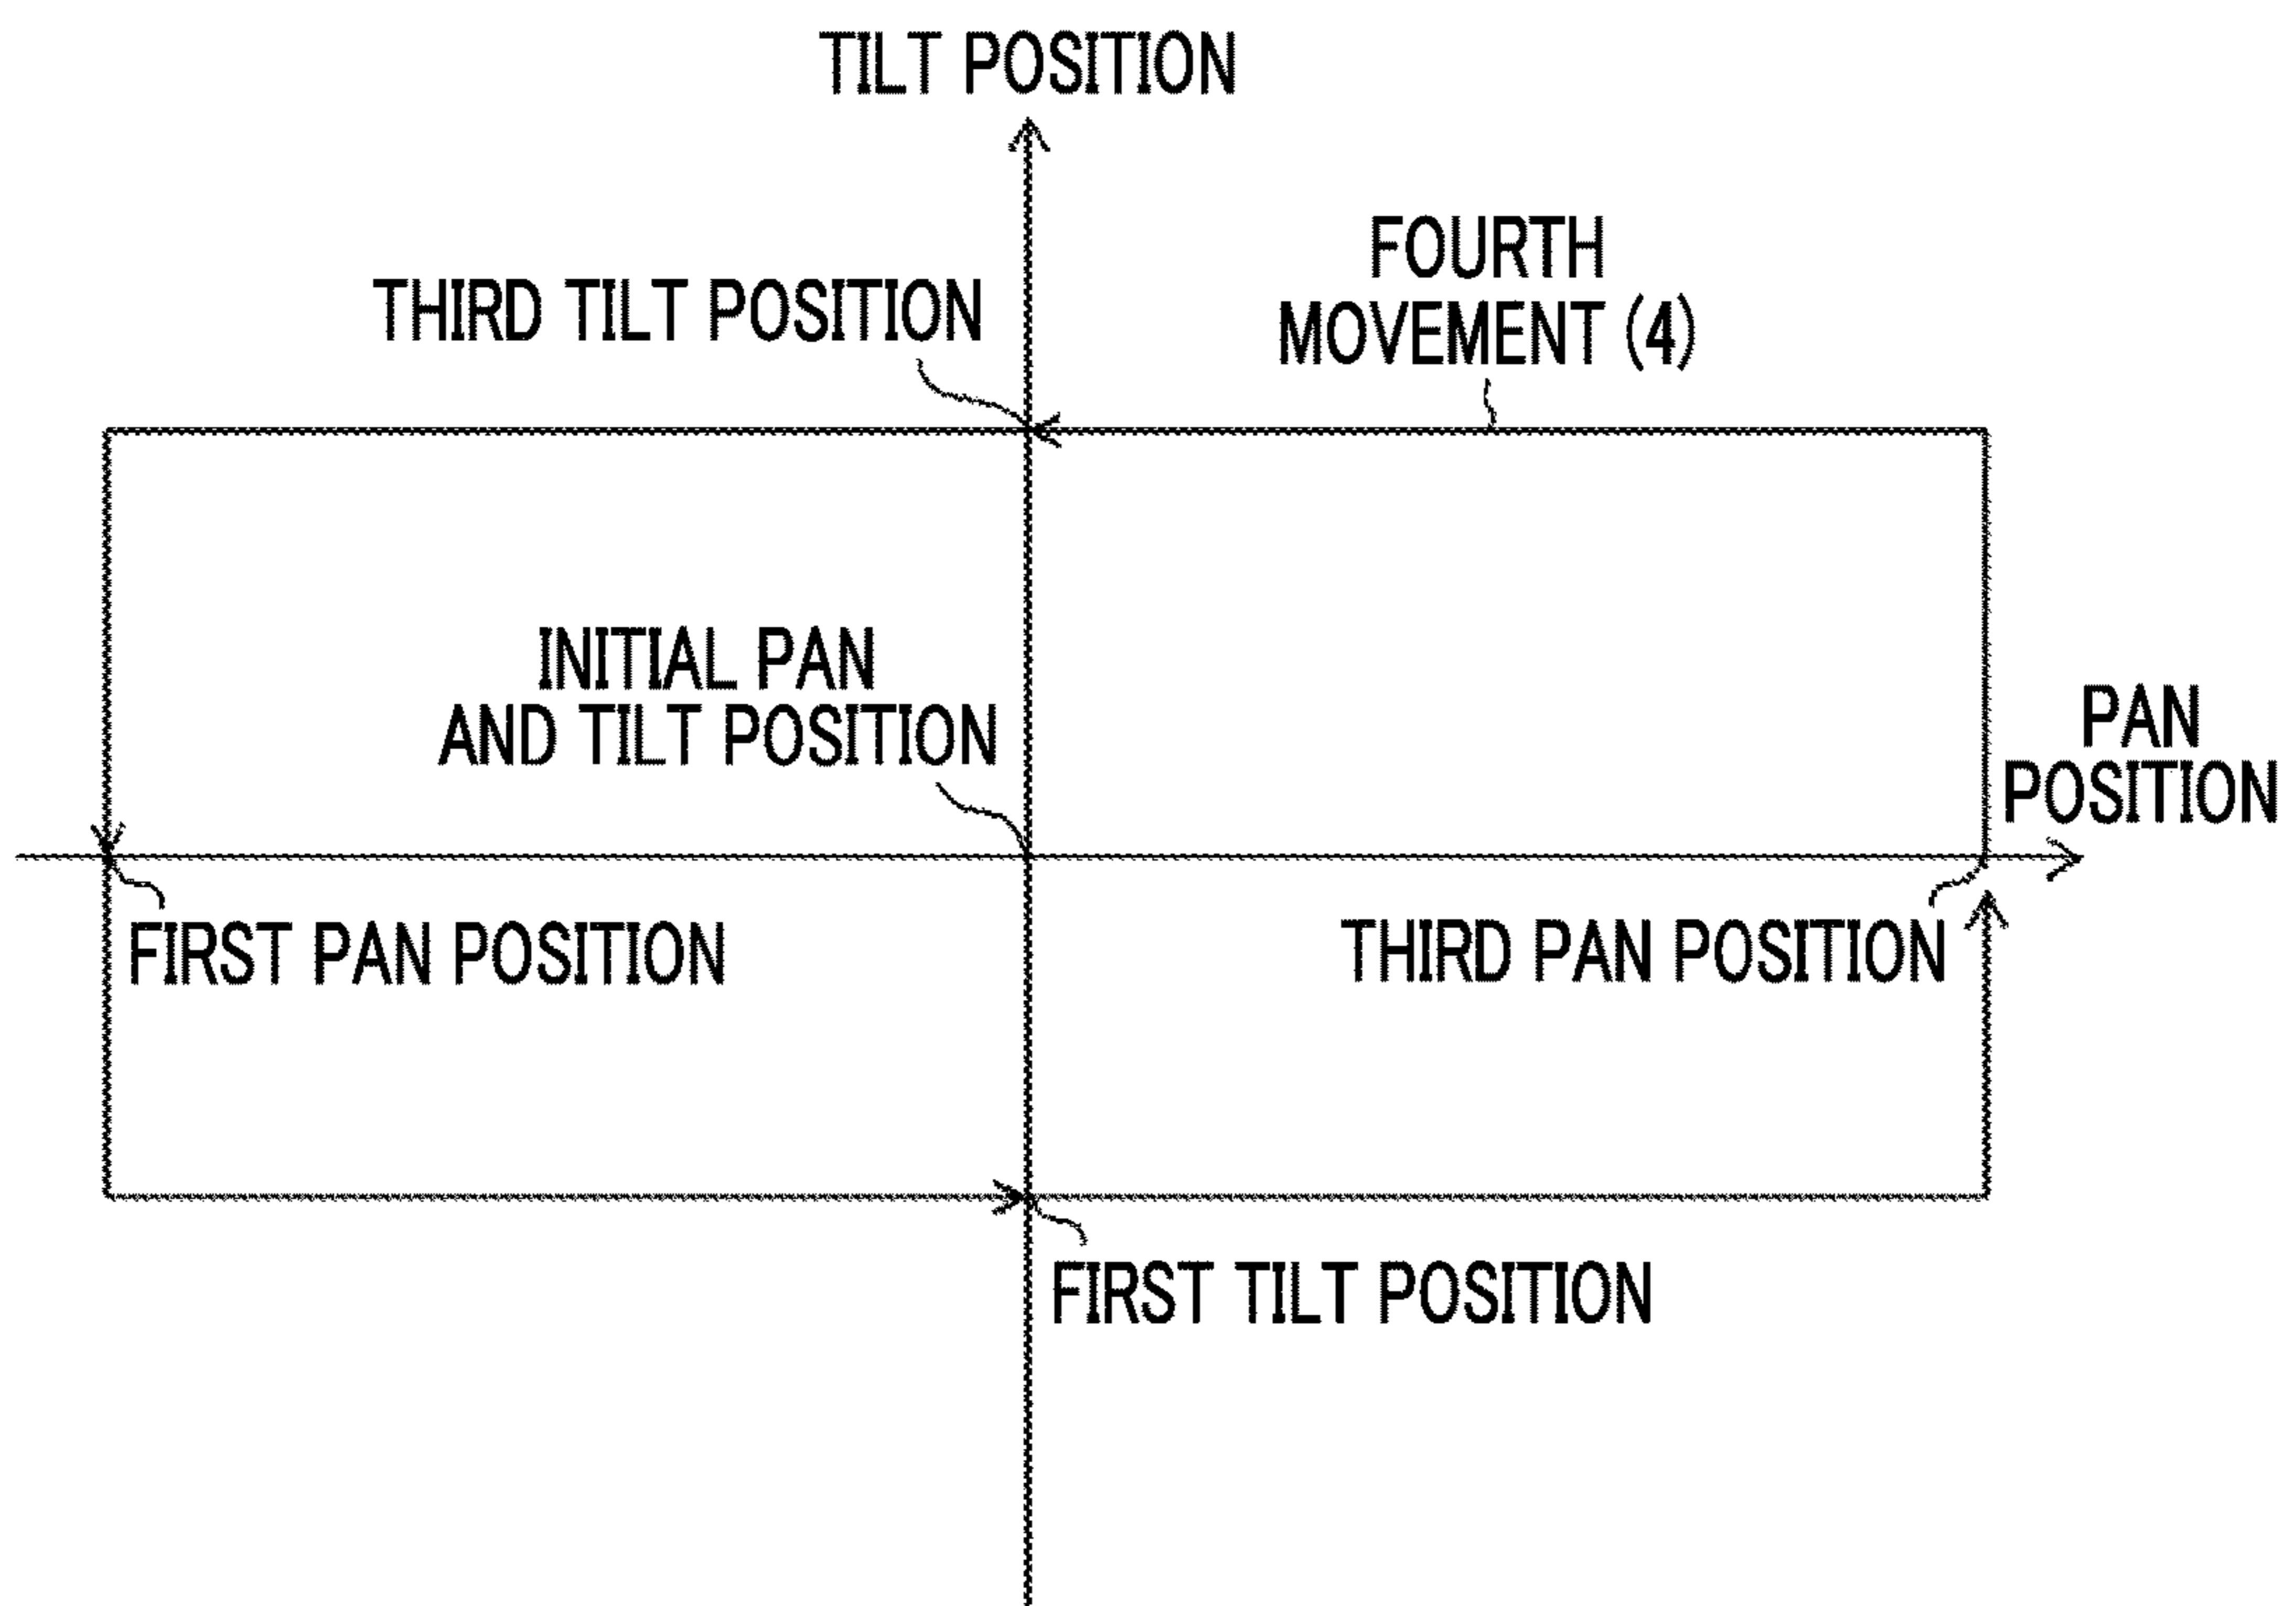 TILT POSITION
FOURTH
MOVEMENT (4)
THIRD TILT POSITION
INITIAL PAN
AND TILT POSITION
PAN
POSITION
FIRST PAN POSITION
THIRD PAN POSITION
FIRST TILT POSITION